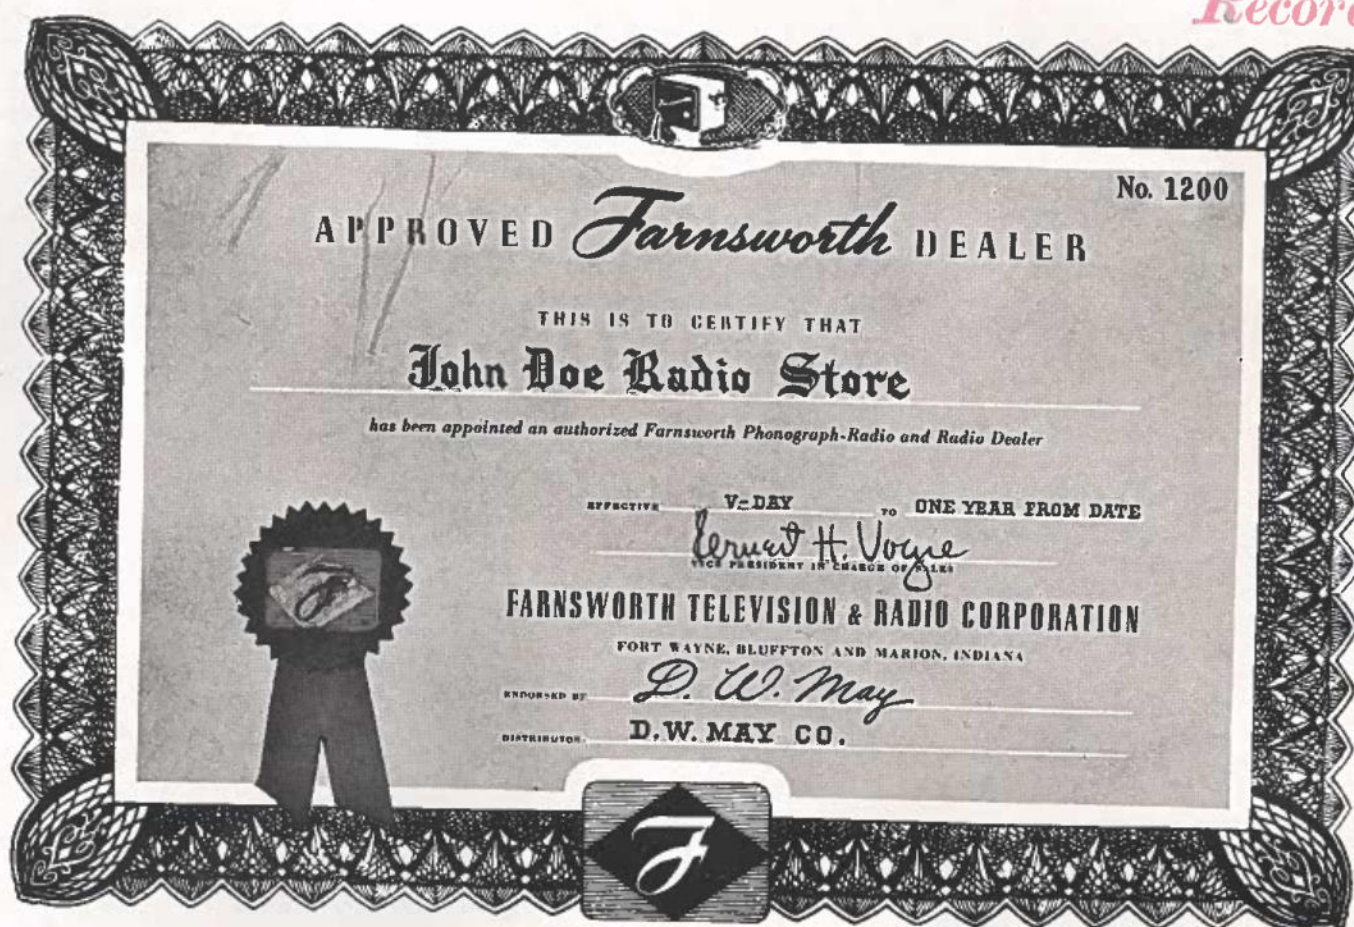 Record
No. 1200
APPROVED Farnsworth DEALER
THIS IS TO CERTIFY THAT
John Doe Radio Store
has been appointed an authorized Farnsworth Phonograph-Radio and Radio Dealer
EFFECTIVE V-DAY TO ONE YEAR FROM DATE
H. Vogel
VICE PRESIDENT IN CHARGE OF SALES
FARNSWORTH TELEVISION & RADIO CORPORATION
FORT WAYNE, BLUFFTON AND MARION, INDIANA
ENDORSED BY D. W. May
DISTRIBUTOR D.W. MAY CO.
F